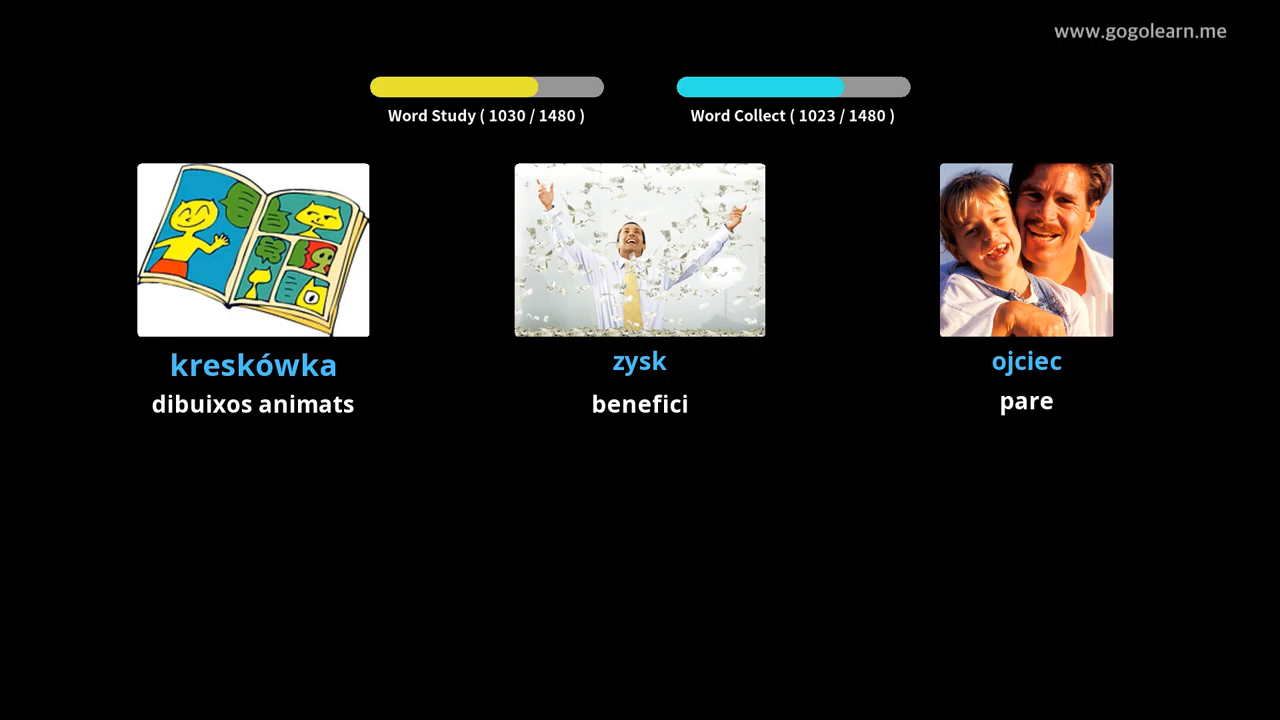 www.gogolearn.me
Word Study ( 1030 / 1480 )
Word Collect ( 1023 / 1480 )
kreskówka
zysk
ojciec
dibuixos animats
benefici
pare